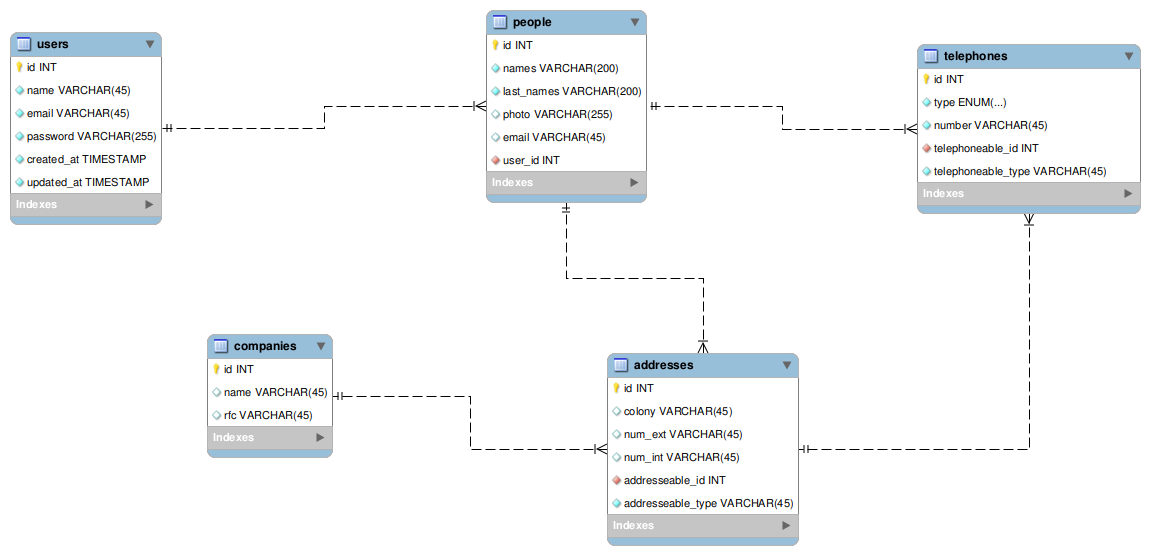 users
id INT
name VARCHAR(45)
email VARCHAR(45)
password VARCHAR(255)
created_at TIMESTAMP
updated_at TIMESTAMP
Indexes
people
id INT
names VARCHAR(200)
last_names VARCHAR(200)
photo VARCHAR(255)
email VARCHAR(45)
user_id INT
Indexes
telephones
id INT
type ENUM(...)
number VARCHAR(45)
telephoneable_id INT
telephoneable_type VARCHAR(45)
Indexes
companies
id INT
name VARCHAR(45)
rfc VARCHAR(45)
Indexes
addresses
id INT
colony VARCHAR(45)
num_ext VARCHAR(45)
num_int VARCHAR(45)
addresseable_id INT
addresseable_type VARCHAR(45)
Indexes